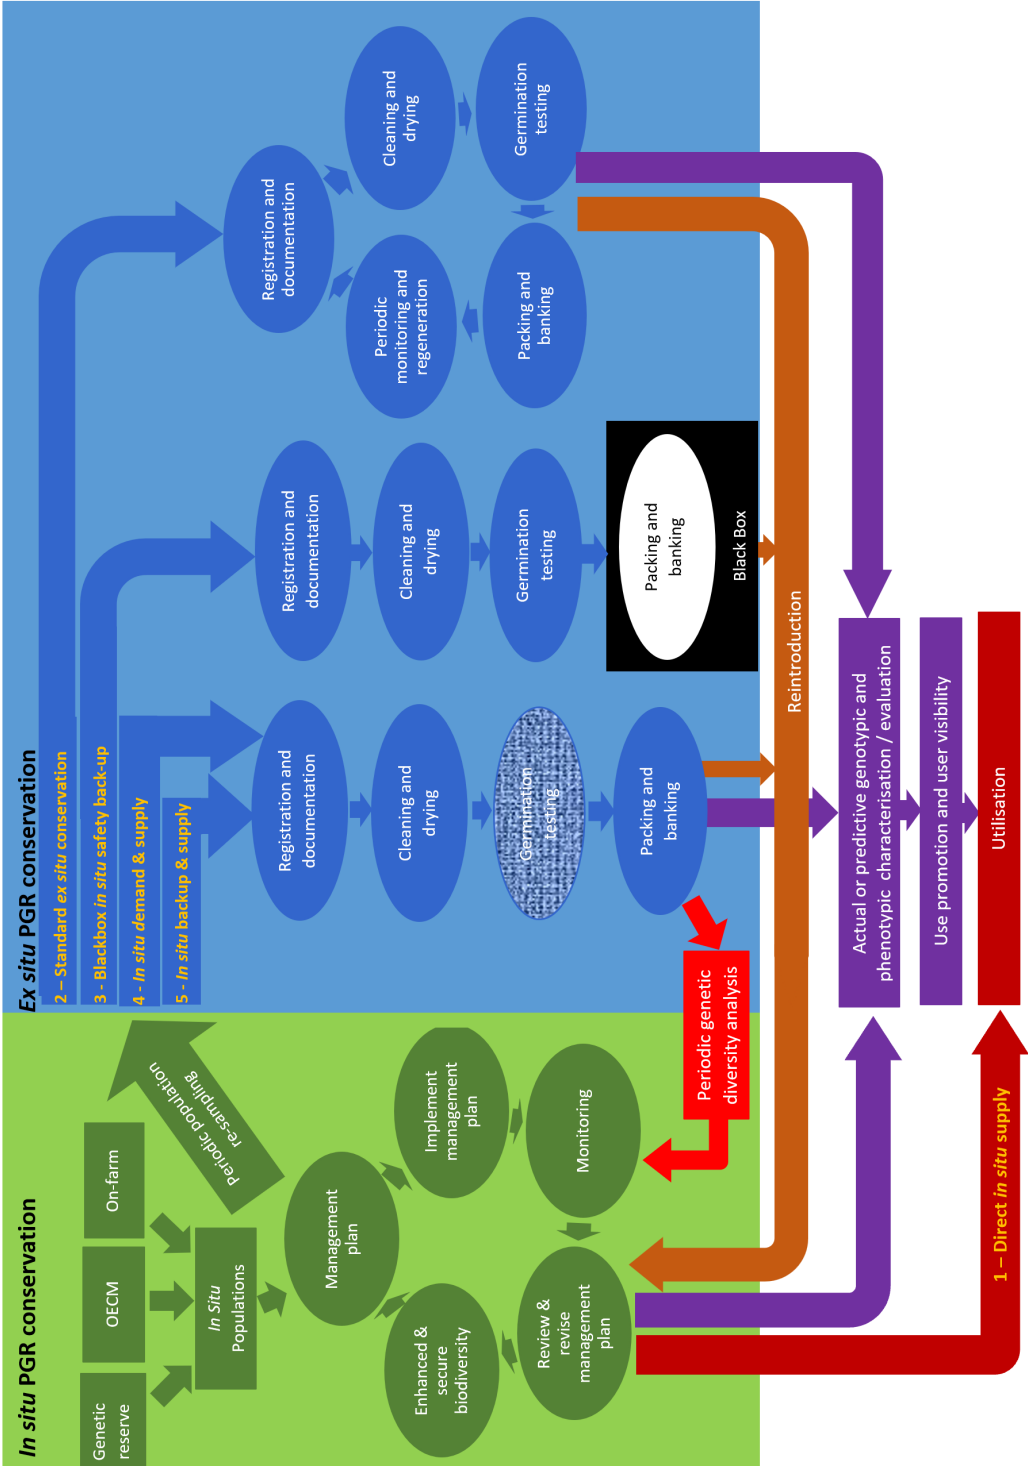 In situ PGR conservation
Genetic
reserve
OECM
On-farm
In Situ
Populations
Periodic population
re-sampling
Management
plan
Implement
management
plan
Monitoring
Review &
revise
management
plan
Enhanced &
secure
biodiversity
Periodic genetic
diversity analysis
Ex situ PGR conservation
2 – Standard ex situ conservation
3 - Blackbox in situ safety back-up
4 - In situ demand & supply
5 - In situ backup & supply
Registration and
documentation
Cleaning and
drying
Germination
testing
Packing and
banking
Registration and
documentation
Cleaning and
drying
Germination
testing
Packing and
banking
Black Box
Registration and
documentation
Cleaning and
drying
Germination
testing
Packing and
banking
Periodic
monitoring and
regeneration
Reintroduction
Actual or predictive genotypic and
phenotypic characterisation / evaluation
Use promotion and user visibility
Utilisation
1 – Direct in situ supply